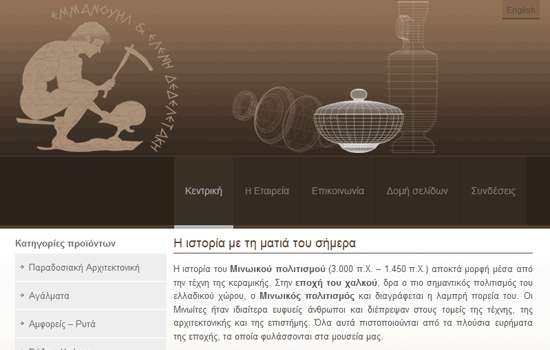 English
ΕΜΜΑΝΟΥΗΛ & ΕΛΕΝΗ ΔΕΔΕΛΕΤΑΚΗ
Κεντρική
Η Εταιρεία
Επικοινωνία
Δομή σελίδων
Συνδέσεις
Κατηγορίες προϊόντων
Παραδοσιακή Αρχιτεκτονική
Αγάλματα
Αμφορείς – Ρυτά
Η ιστορία με τη ματιά του σήμερα
Η ιστορία του Μινωικού πολιτισμού (3.000 π.Χ. – 1.450 π.Χ.) αποκτά μορφή μέσα από
την τέχνη της κεραμικής. Στην εποχή του χαλκού, δρα ο πιο σημαντικός πολιτισμός του
ελλαδικού χώρου, ο Μινωικός πολιτισμός και διαγράφεται η λαμπρή πορεία του. Οι
Μινωίτες ήταν ιδιαίτερα ευφυείς άνθρωποι και διέπρεψαν στους τομείς της τέχνης, της
αρχιτεκτονικής και της επιστήμης. Όλα αυτά πιστοποιούνται από τα πλούσια ευρήματα
της εποχής, τα οποία φυλάσσονται στα μουσεία μας.